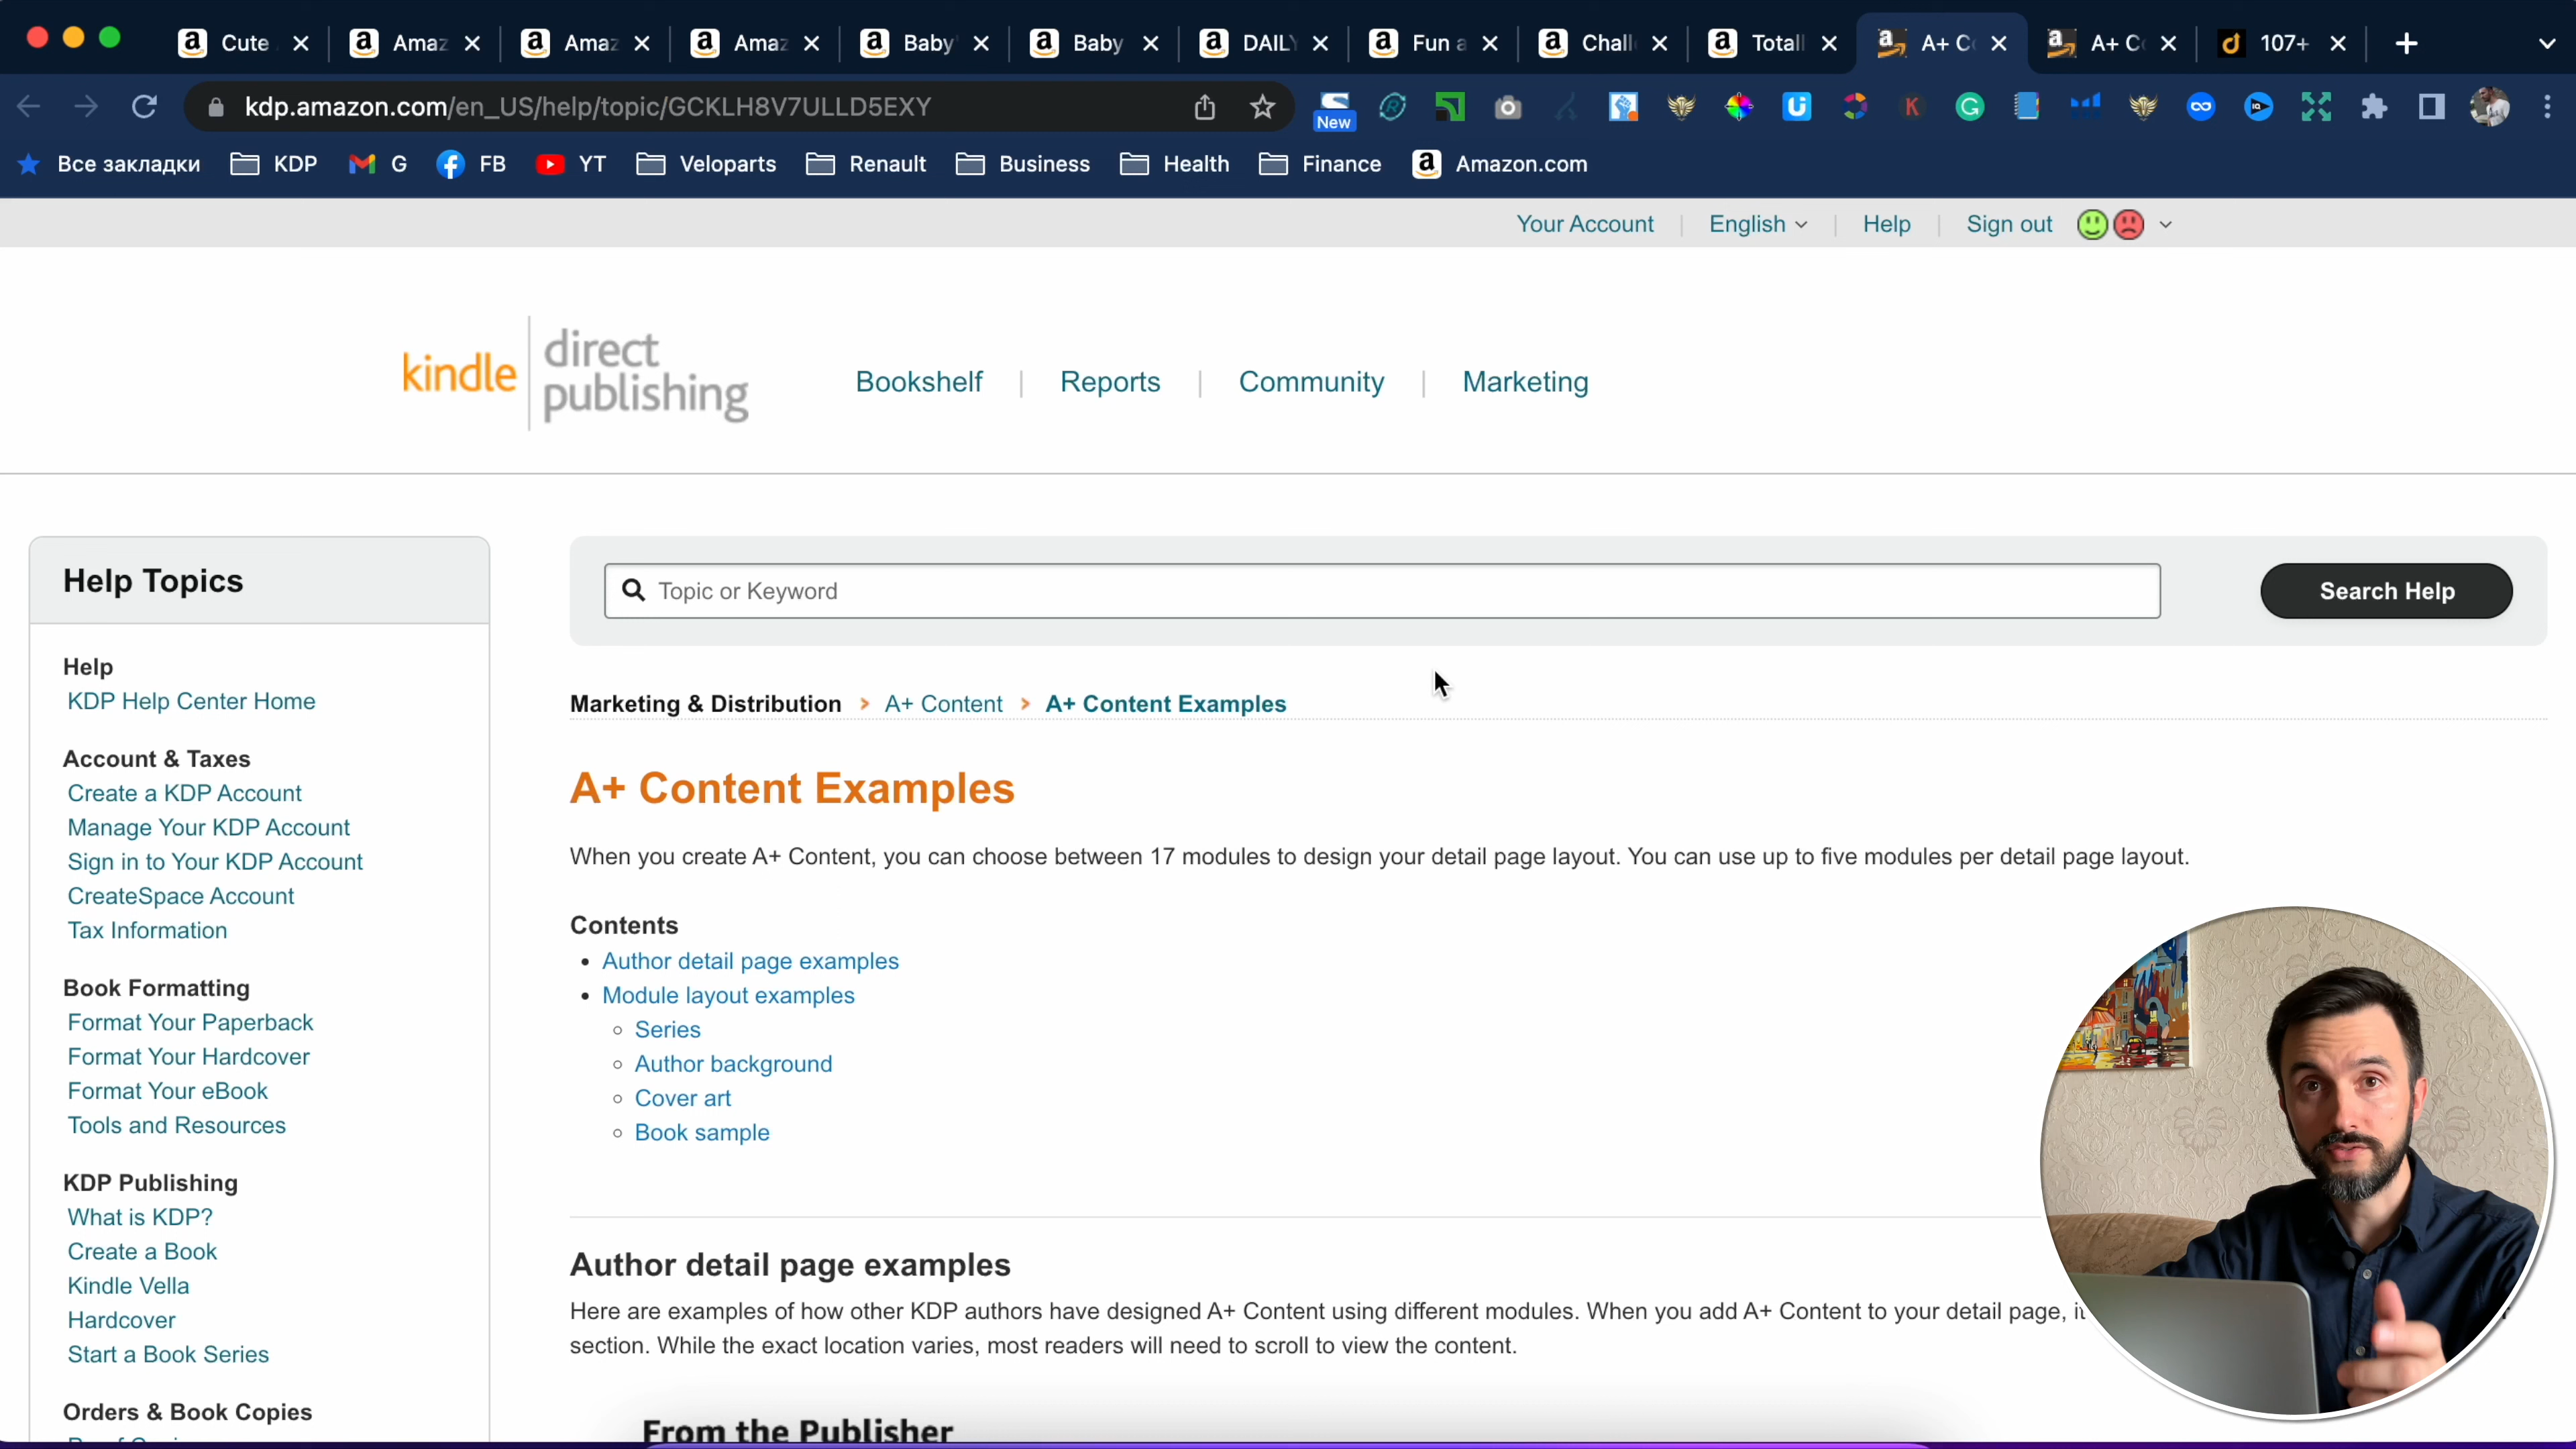 Cute
Amaz
Amaz
Amaz
Baby'
Baby
DAILY
Fun a
Chall
Totall
A+ Co
A+ Co
107+
kdp.amazon.com/en_US/help/topic/GCKLH8V7ULLD5EXY
New
Все закладки
KDP
G
FB
YT
Veloparts
Renault
Business
Health
Finance
Amazon.com
Your Account
English
Help
Sign out
kindle direct publishing
Bookshelf
Reports
Community
Marketing
Help Topics
Help
KDP Help Center Home
Account & Taxes
Create a KDP Account
Manage Your KDP Account
Sign in to Your KDP Account
CreateSpace Account
Tax Information
Book Formatting
Format Your Paperback
Format Your Hardcover
Format Your eBook
Tools and Resources
KDP Publishing
What is KDP?
Create a Book
Kindle Vella
Hardcover
Start a Book Series
Orders & Book Copies
Topic or Keyword
Search Help
Marketing & Distribution > A+ Content > A+ Content Examples
A+ Content Examples
When you create A+ Content, you can choose between 17 modules to design your detail page layout. You can use up to five modules per detail page layout.
Contents
Author detail page examples
Module layout examples
Series
Author background
Cover art
Book sample
Author detail page examples
Here are examples of how other KDP authors have designed A+ Content using different modules. When you add A+ Content to your detail page, it
section. While the exact location varies, most readers will need to scroll to view the content.
From the Publisher